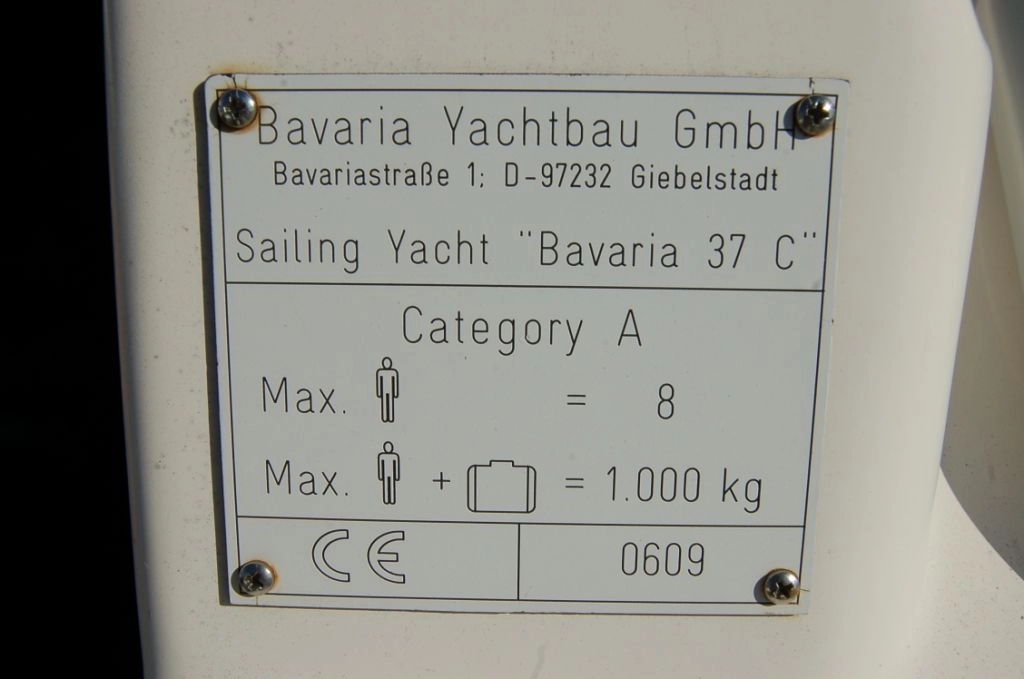 Bavaria Yachtbau GmbH
Bavariastraße 1; D-97232 Giebelstadt
Sailing Yacht "Bavaria 37 C"
Category A
Max. = 8
Max. + = 1.000 kg
CE 0609